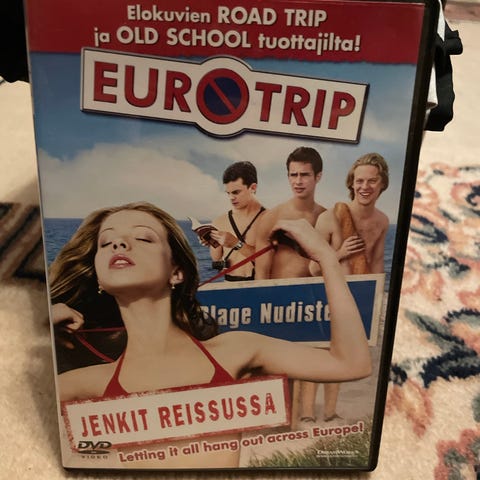 Elokuvien ROAD TRIP
ja OLD SCHOOL tuottajilta!
EUROTRIP
Plage Nudiste
JENKIT REISSUSSA
DVD
VIDEO
Letting it all hang out across Europe!
DREAMWORKS